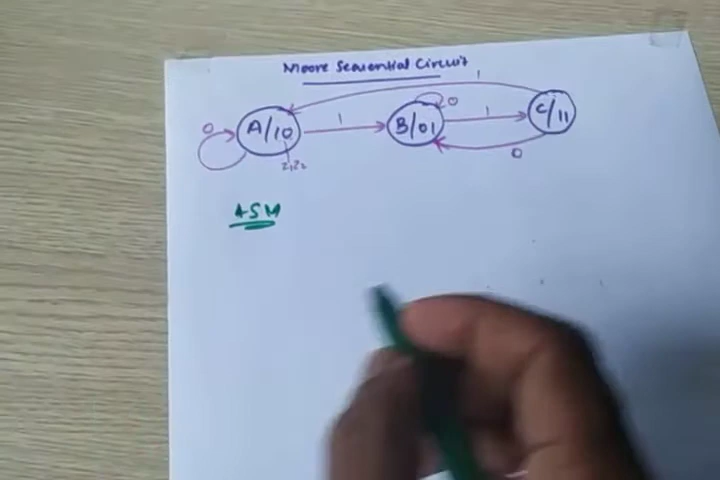 Moore Sequential Circuit
1
0 A/10 1 B/01 0 1 C/11
Z1Z2 0
ASM